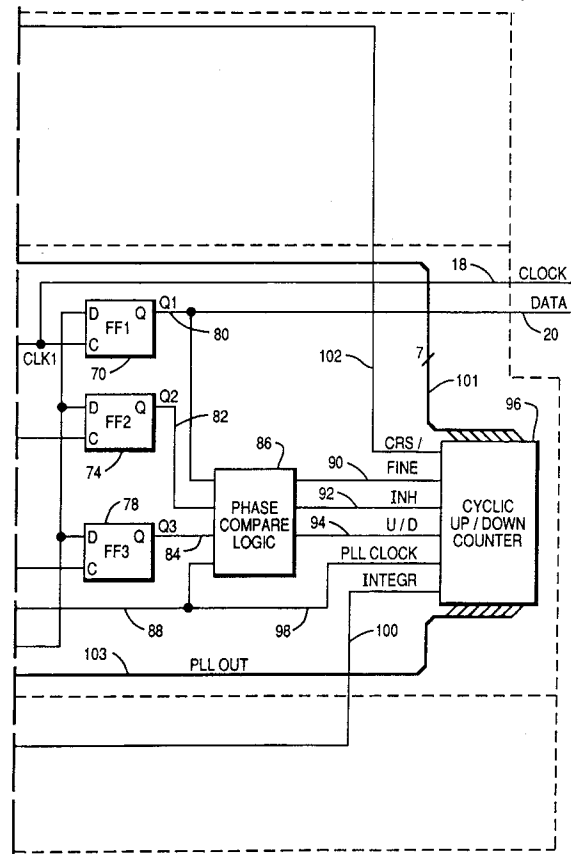 18 CLOCK
DATA
20
D Q Q1
FF1
80
C
CLK1
70
102
7
101
D Q Q2
FF2
82
C
74
96
86
CRS /
90 FINE
78
92 INH
PHASE
COMPARE
LOGIC
CYCLIC
UP / DOWN
COUNTER
D Q Q3
FF3
84
C
94 U / D
PLL CLOCK
INTEGR
88
98
100
103 PLL OUT